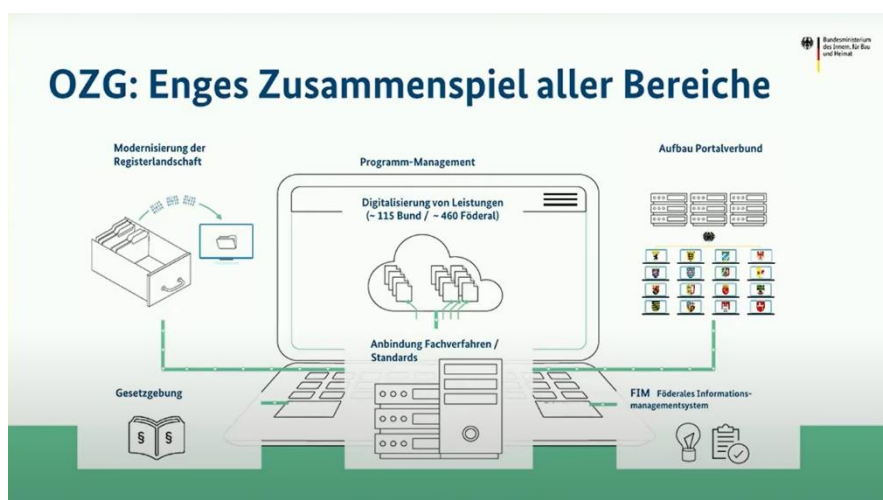 Bundesministerium
des Innern, für Bau
und Heimat
OZG: Enges Zusammenspiel aller Bereiche
Modernisierung der
Registerlandschaft
Programm-Management
Aufbau Portalverbund
Digitalisierung von Leistungen
(~ 115 Bund / ~ 460 Föderal)
Anbindung Fachverfahren /
Standards
Gesetzgebung
§ §
FIM Föderales Informations-
managementsystem